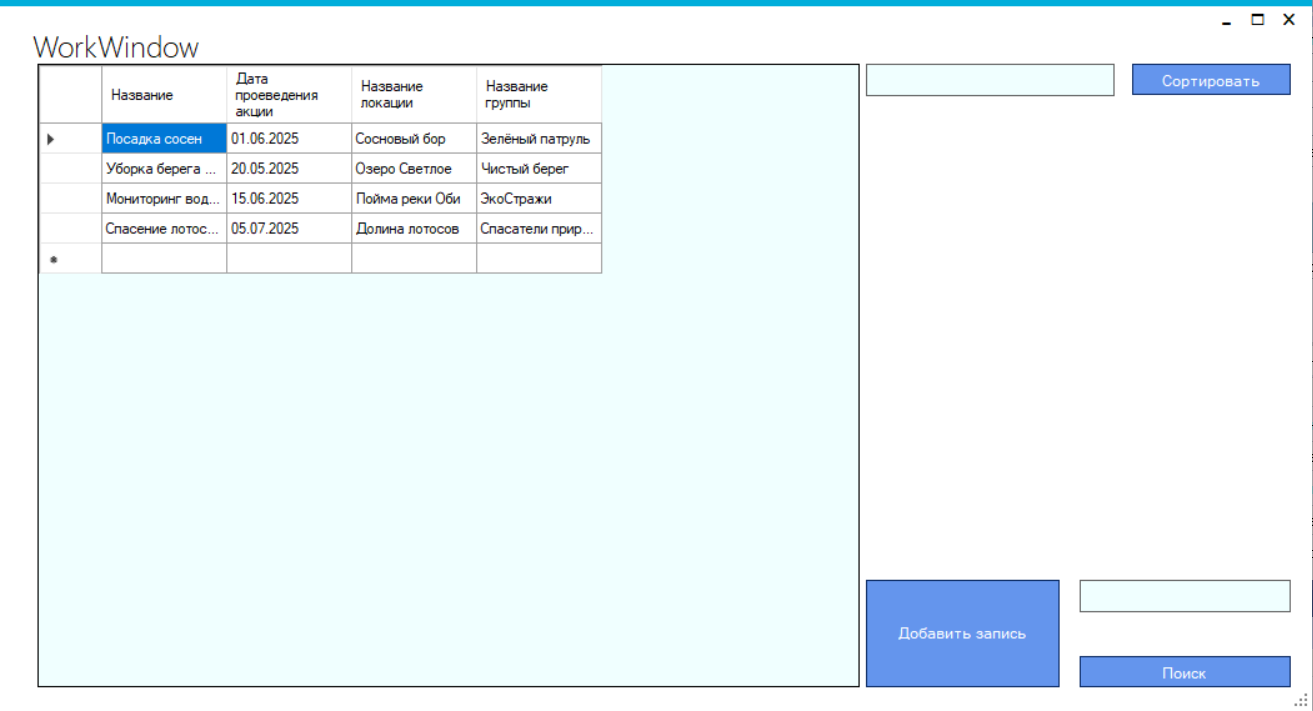 WorkWindow
Название
Дата
проеведения
акции
Название
локации
Название
группы
Посадка сосен 01.06.2025 Сосновый бор Зелёный патруль
Уборка берега ... 20.05.2025 Озеро Светлое Чистый берег
Мониторинг вод... 15.06.2025 Пойма реки Оби ЭкоСтражи
Спасение лотос... 05.07.2025 Долина лотосов Спасатели прир...
Сортировать
Добавить запись
Поиск